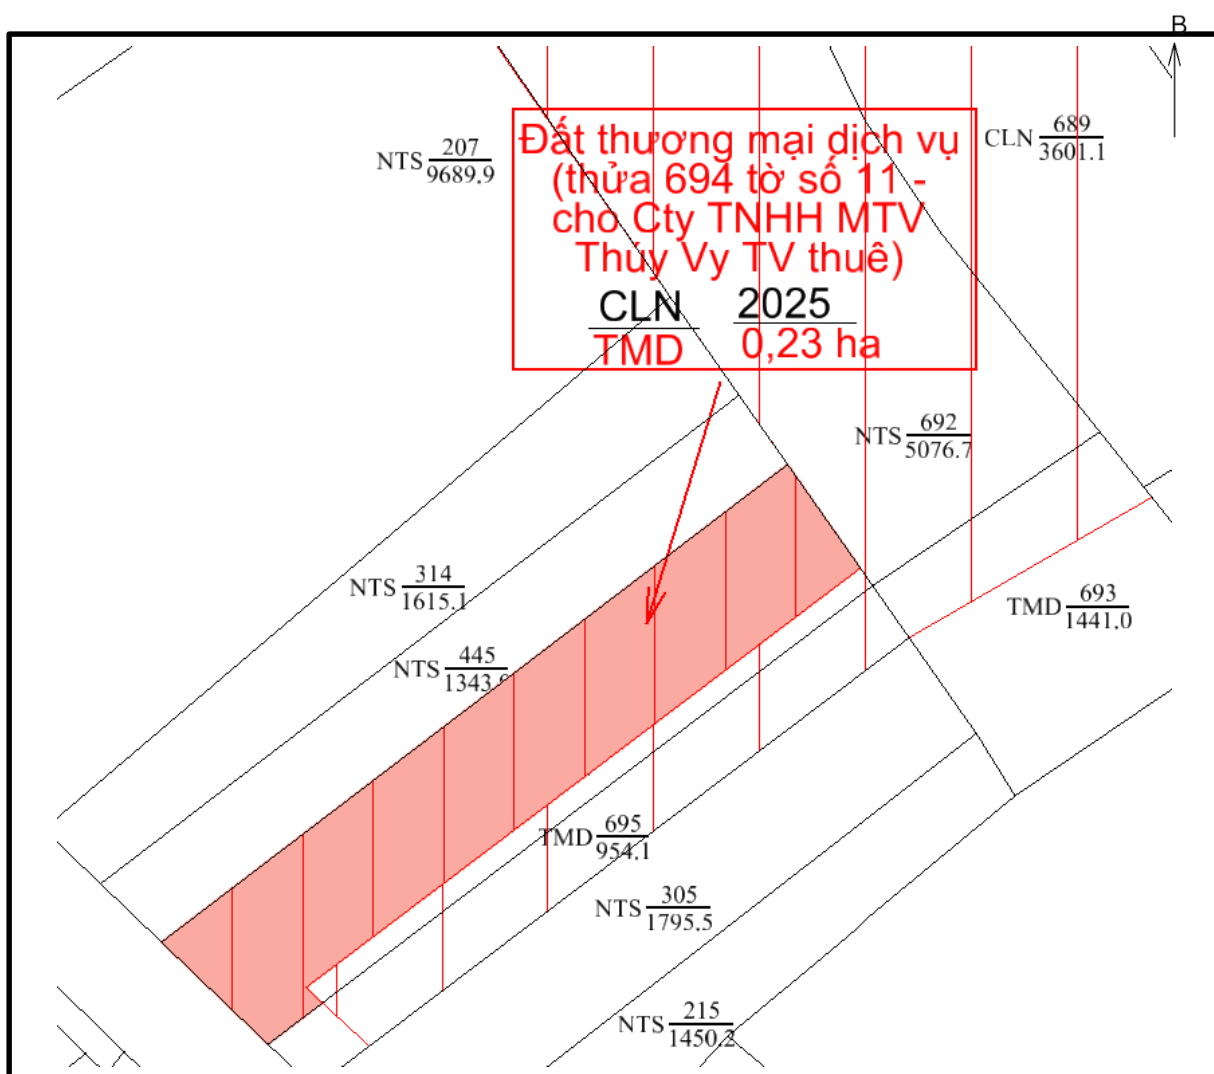 B
NTS 207
9689.9
Đất thương mại dịch vụ
(thửa 694 tờ số 11 -
cho Cty TNHH MTV
Thúy Vy TV thuê)
CLN 2025
TMD 0,23 ha
CLN 689
3601.1
NTS 692
5076.7
NTS 314
1615.1
TMD 693
1441.0
NTS 445
1343.9
TMD 695
954.1
NTS 305
1795.5
NTS 215
1450.2